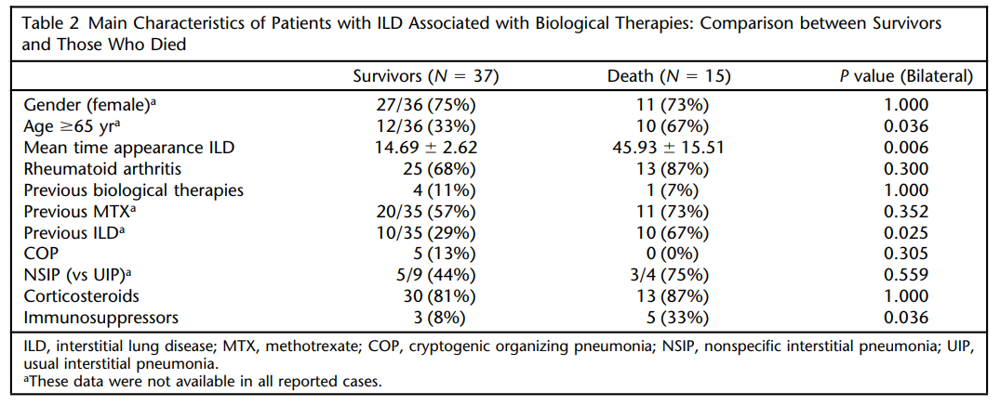 Table 2 Main Characteristics of Patients with ILD Associated with Biological Therapies: Comparison between Survivors
and Those Who Died
Survivors (N = 37) Death (N = 15) P value (Bilateral)
Gender (female)a 27/36 (75%) 11 (73%) 1.000
Age ≥65 yra 12/36 (33%) 10 (67%) 0.036
Mean time appearance ILD 14.69 ± 2.62 45.93 ± 15.51 0.006
Rheumatoid arthritis 25 (68%) 13 (87%) 0.300
Previous biological therapies 4 (11%) 1 (7%) 1.000
Previous MTXa 20/35 (57%) 11 (73%) 0.352
Previous ILDa 10/35 (29%) 10 (67%) 0.025
COP 5 (13%) 0 (0%) 0.305
NSIP (vs UIP)a 5/9 (44%) 3/4 (75%) 0.559
Corticosteroids 30 (81%) 13 (87%) 1.000
Immunosuppressors 3 (8%) 5 (33%) 0.036
ILD, interstitial lung disease; MTX, methotrexate; COP, cryptogenic organizing pneumonia; NSIP, nonspecific interstitial pneumonia; UIP,
usual interstitial pneumonia.
aThese data were not available in all reported cases.